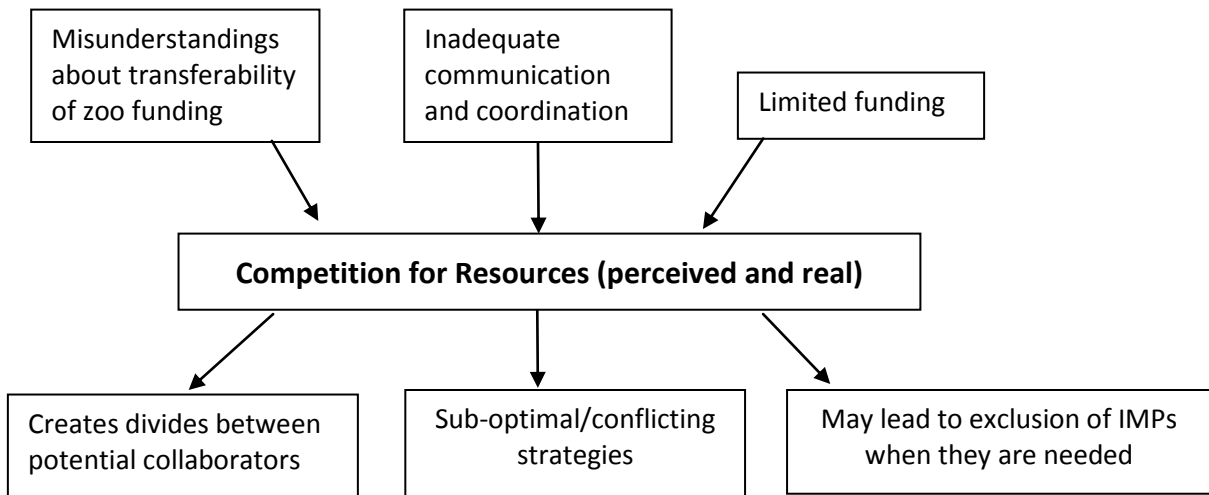 Misunderstandings
about transferability
of zoo funding
Inadequate
communication
and coordination
Limited funding
Competition for Resources (perceived and real)
Creates divides between
potential collaborators
Sub-optimal/conflicting
strategies
May lead to exclusion of IMPs
when they are needed